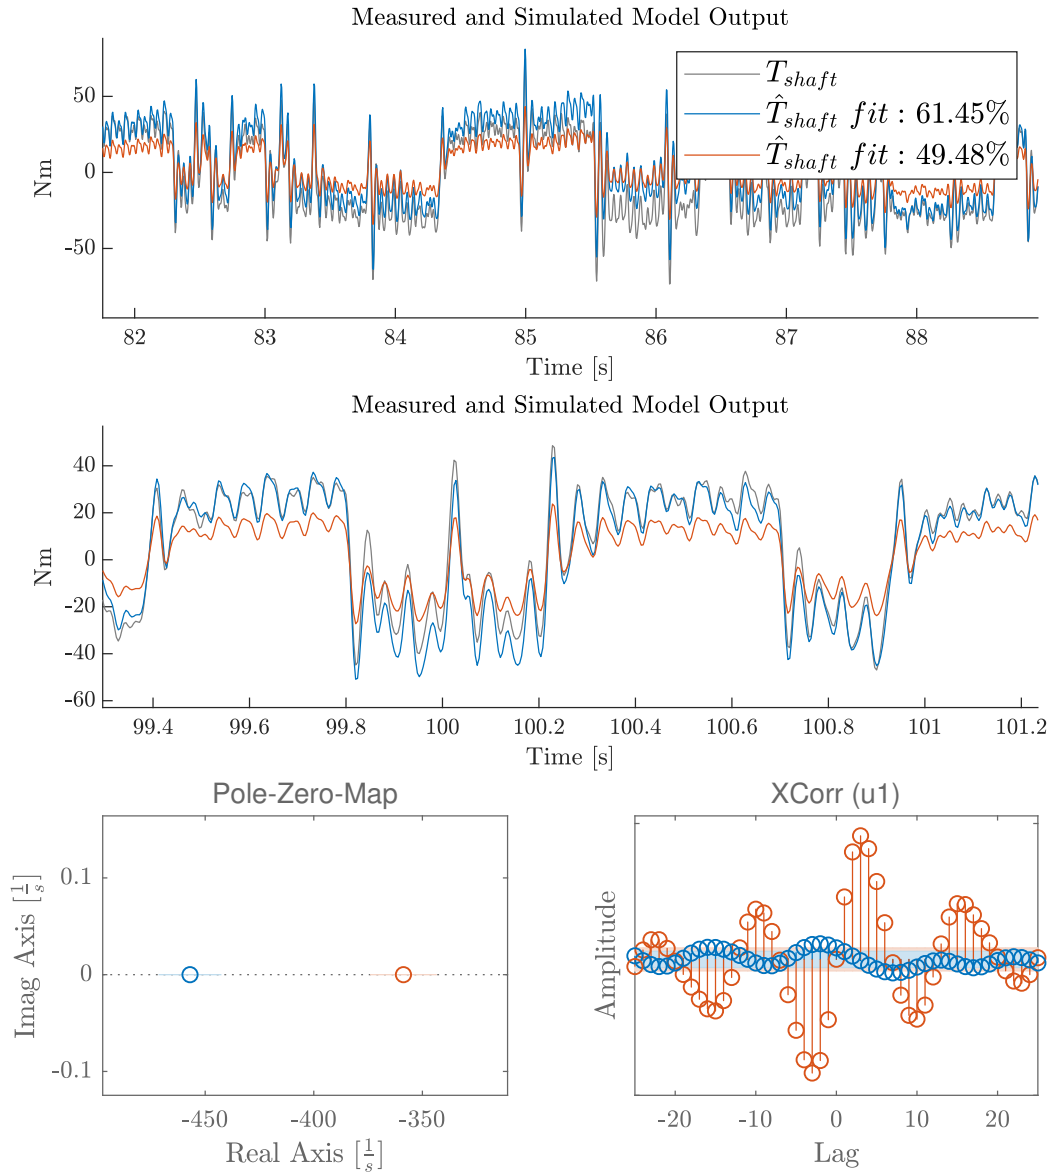 Measured and Simulated Model Output
50
0
-50
Nm
T_shaft
T̂_shaft fit : 61.45%
T̂_shaft fit : 49.48%
82 83 84 85 86 87 88
Time [s]
Measured and Simulated Model Output
40
20
0
-20
-40
-60
Nm
99.4 99.6 99.8 100 100.2 100.4 100.6 100.8 101 101.2
Time [s]
Pole-Zero-Map
0.1
0
-0.1
Imag Axis [1/s]
-450 -400 -350
Real Axis [1/s]
XCorr (u1)
Amplitude
-20 -10 0 10 20
Lag